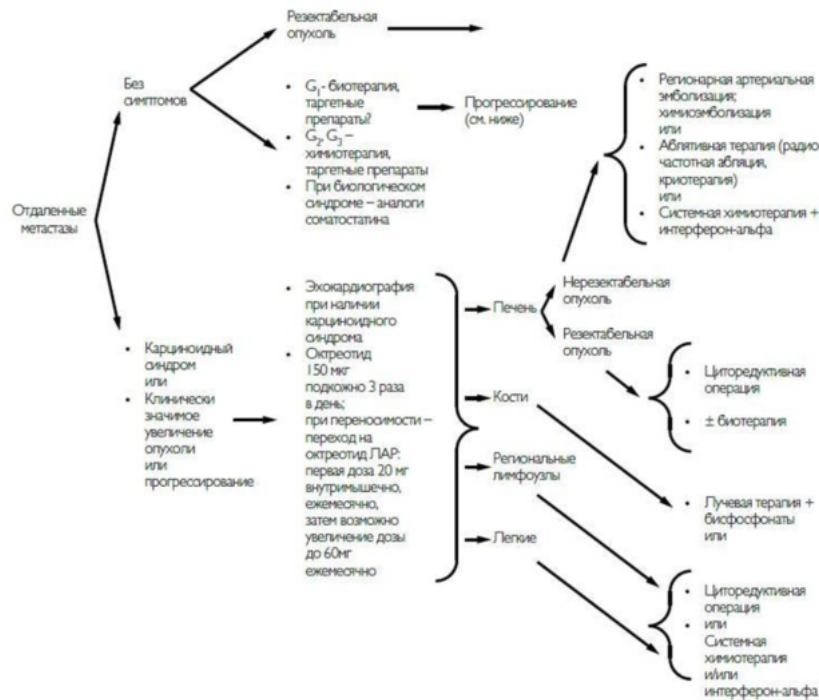 Резектабельная
опухоль
Без
симптомов
• G₁- биотерапия,
таргетные
препараты?
• G₂, G₃ –
химиотерапия,
таргетные препараты
• При биологическом
синдроме – аналоги
соматостатина
Прогрессирование
(см. ниже)
• Регионарная артериальная
эмболизация;
химиоэмболизация
или
• Аблятивная терапия (радио
частотная абляция,
криотерапия)
или
• Системная химиотерапия +
интерферон-альфа
Отдаленные
метастазы
• Карциноидный
синдром
или
• Клинически
значимое
увеличение
опухоли
или
прогрессирование
• Эхокардиография
при наличии
карциноидного
синдрома
• Октреотид
150 мкг
подкожно 3 раза
в день;
при переносимости –
переход на
октреотид ЛАР:
первая доза 20 мг
внутримышечно,
ежемесячно,
затем возможно
увеличение дозы
до 60мг
ежемесячно
Печень
Нерезектабельная
опухоль
Резектабельная
опухоль
• Циторедуктивная
операция
• ± биотерапия
Кости
Региональные
лимфоузлы
Легкие
• Лучевая терапия +
бисфосфонаты
или
• Циторедуктивная
операция
• или
Системная
химиотерапия
и/или
интерферон-альфа